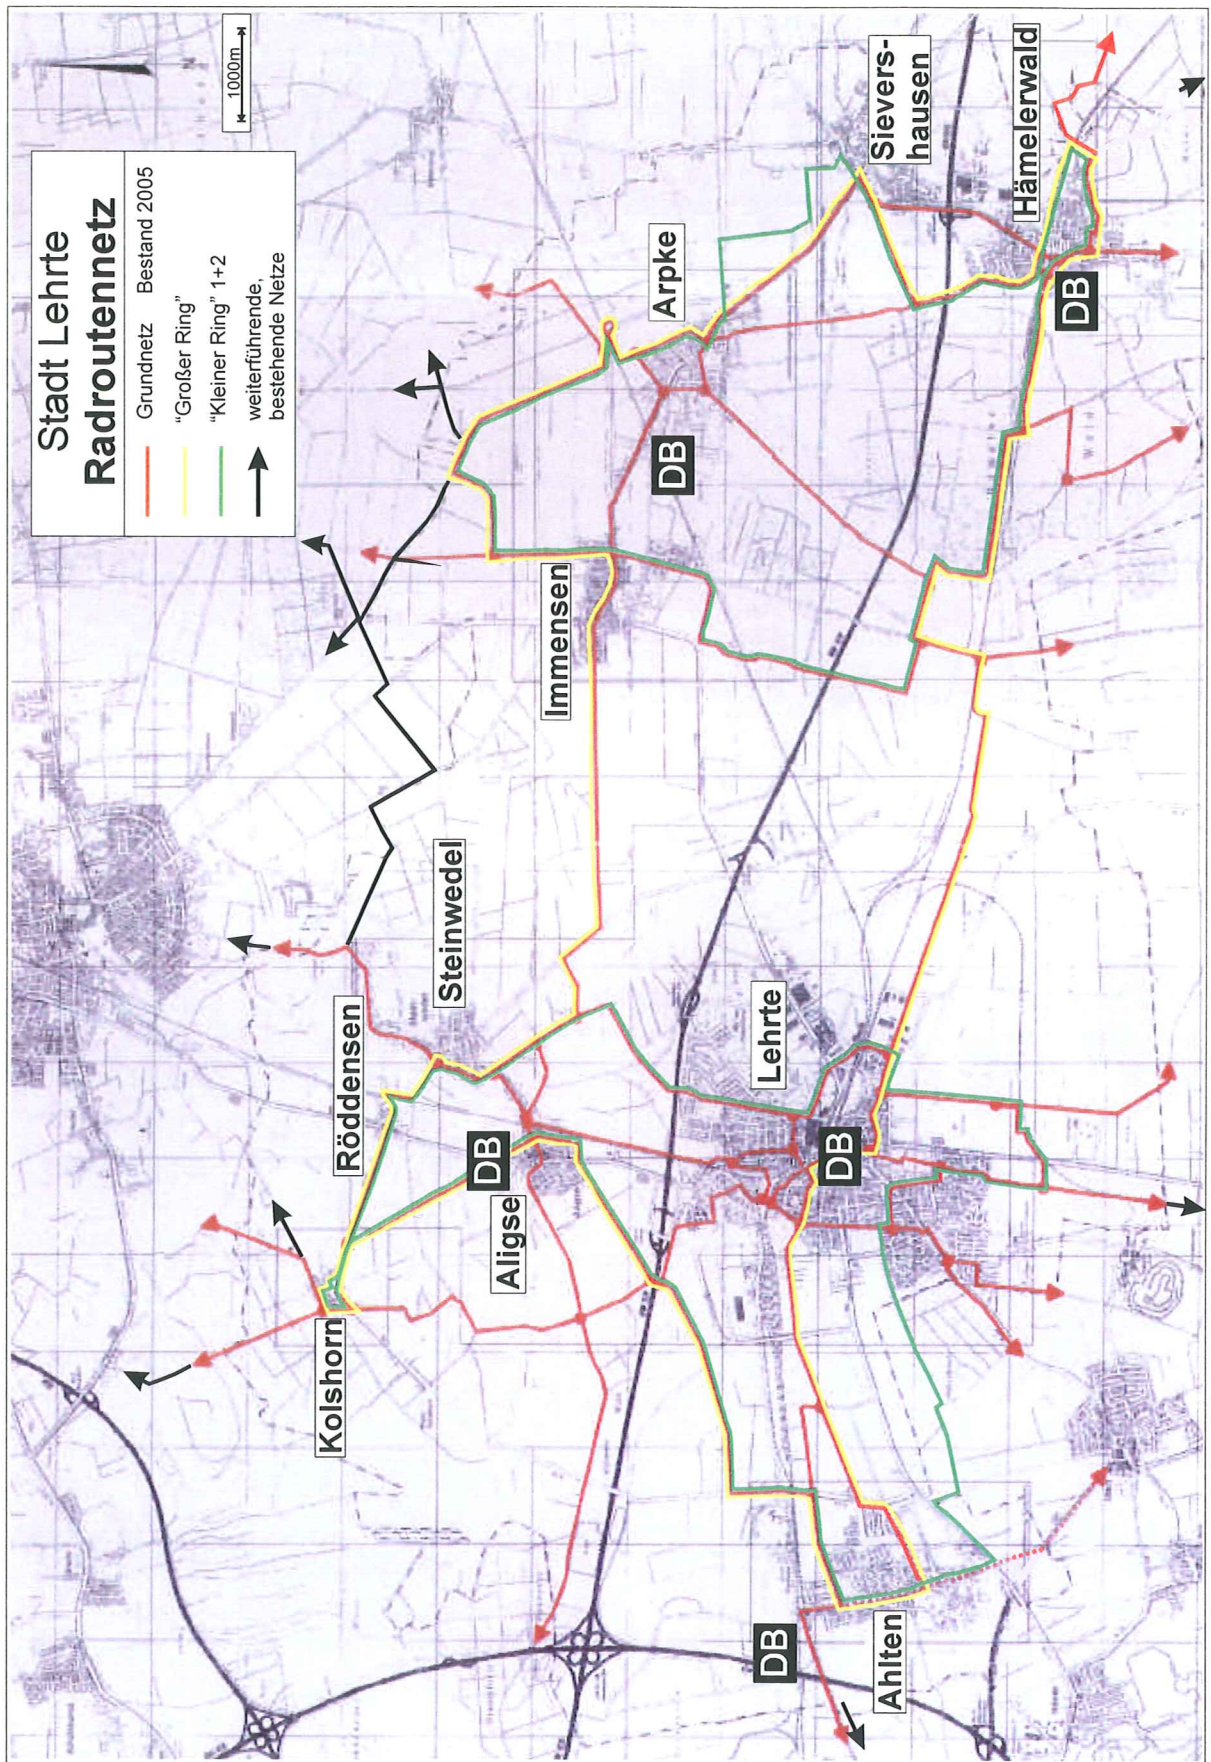 Stadt Lehrte
Radroutennetz
Grundnetz Bestand 2005
"Großer Ring"
"Kleiner Ring" 1+2
weiterführende,
bestehende Netze
1000m
N
Kolshorn
Röddensen
Steinwedel
Aligse
DB
Immensen
Arpke
DB
Sievers-
hausen
Hämelerwald
DB
Lehrte
DB
DB
Ahlten